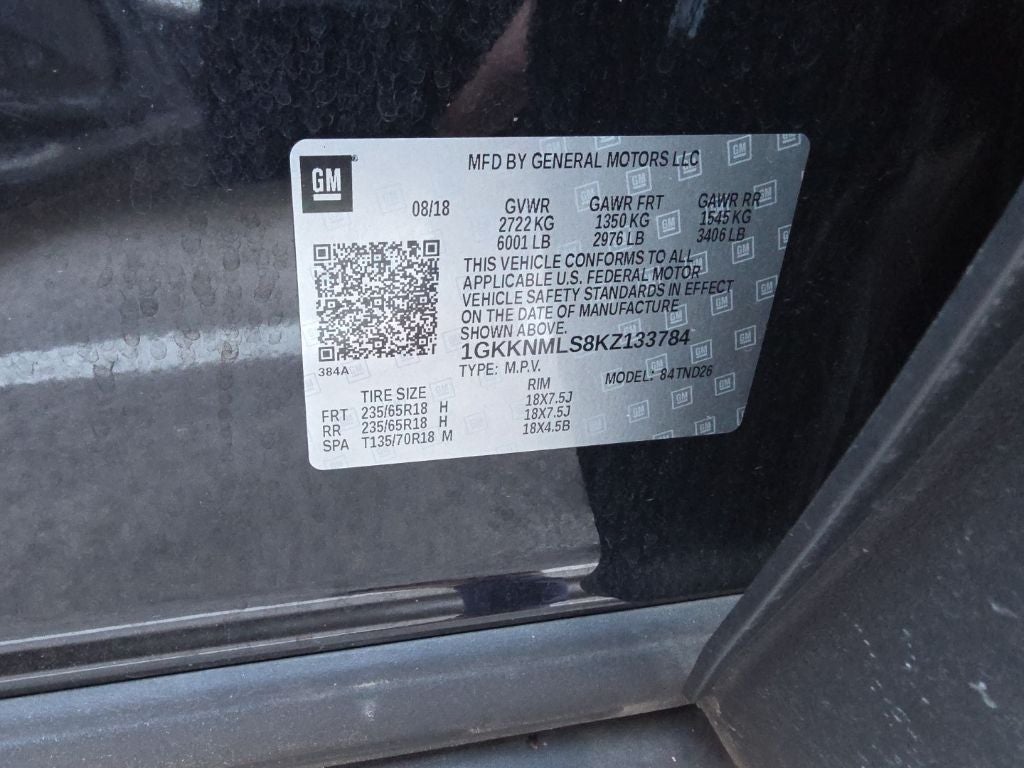 GM
MFD BY GENERAL MOTORS LLC
08/18 GVWR GAWR FRT GAWR RR
2722 KG 1350 KG 1545 KG
6001 LB 2976 LB 3406 LB
THIS VEHICLE CONFORMS TO ALL
APPLICABLE U.S. FEDERAL MOTOR
VEHICLE SAFETY STANDARDS IN EFFECT
ON THE DATE OF MANUFACTURE
SHOWN ABOVE.
1GKKNMLS8KZ133784
384A TYPE: M.P.V. MODEL: 84TND26
TIRE SIZE RIM
FRT 235/65R18 H 18X7.5J
RR 235/65R18 H 18X7.5J
SPA T135/70R18 M 18X4.5B